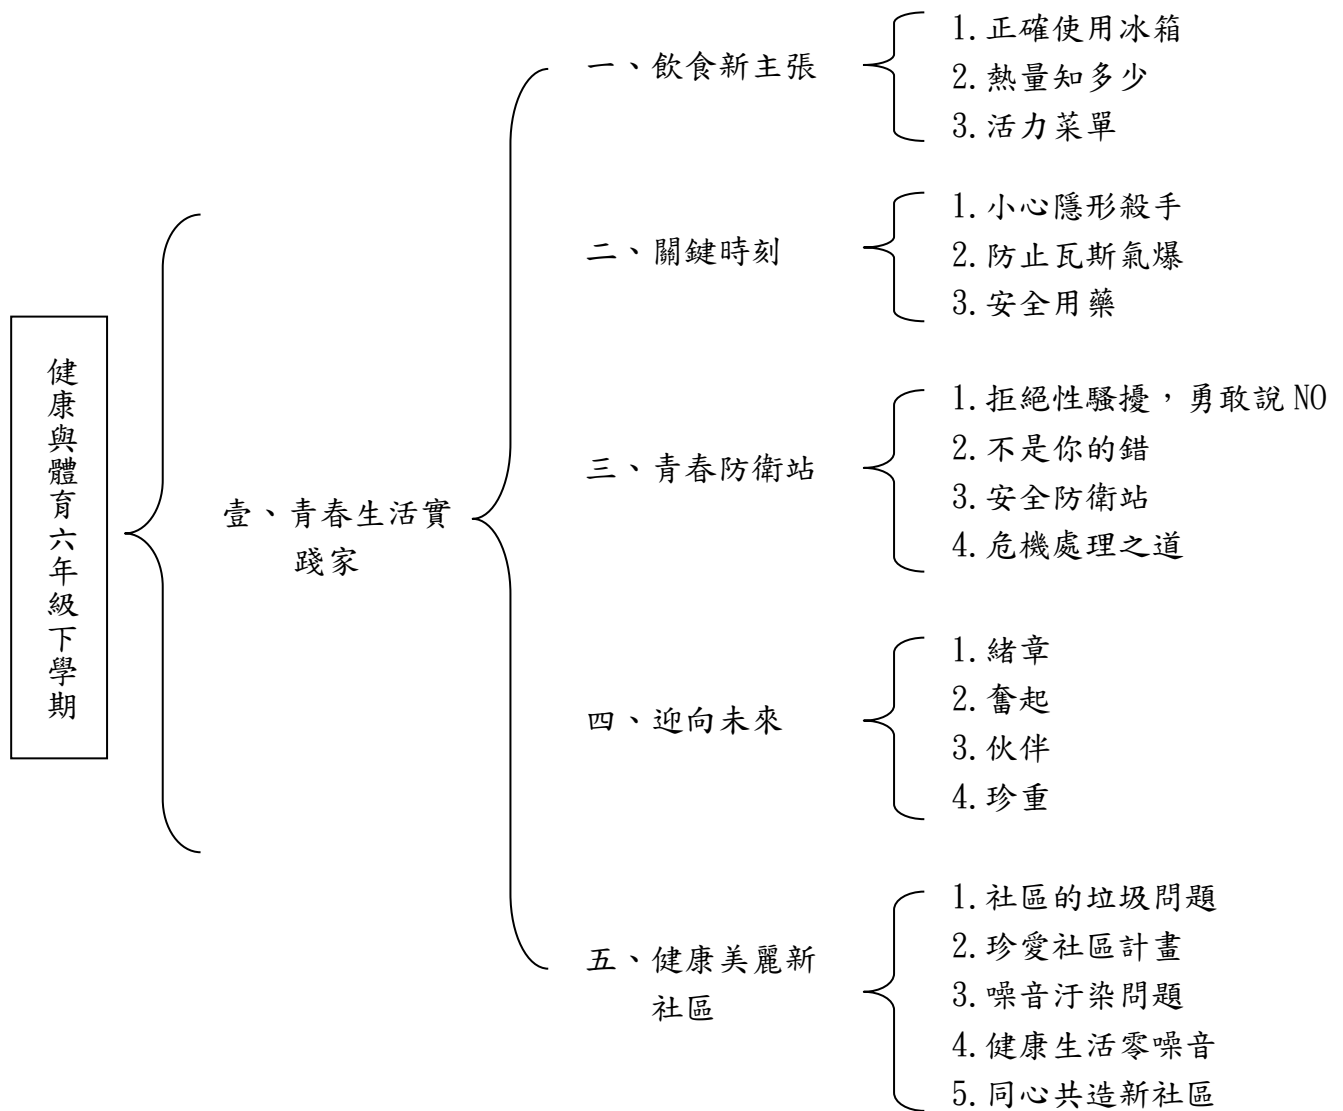 健康與體育六年級下學期
壹、青春生活實
踐家
一、飲食新主張
1.正確使用冰箱
2.熱量知多少
3.活力菜單
二、關鍵時刻
1.小心隱形殺手
2.防止瓦斯氣爆
3.安全用藥
三、青春防衛站
1.拒絕性騷擾，勇敢說 NO
2.不是你的錯
3.安全防衛站
4.危機處理之道
四、迎向未來
1.緒章
2.奮起
3.伙伴
4.珍重
五、健康美麗新
社區
1.社區的垃圾問題
2.珍愛社區計畫
3.噪音汙染問題
4.健康生活零噪音
5.同心共造新社區